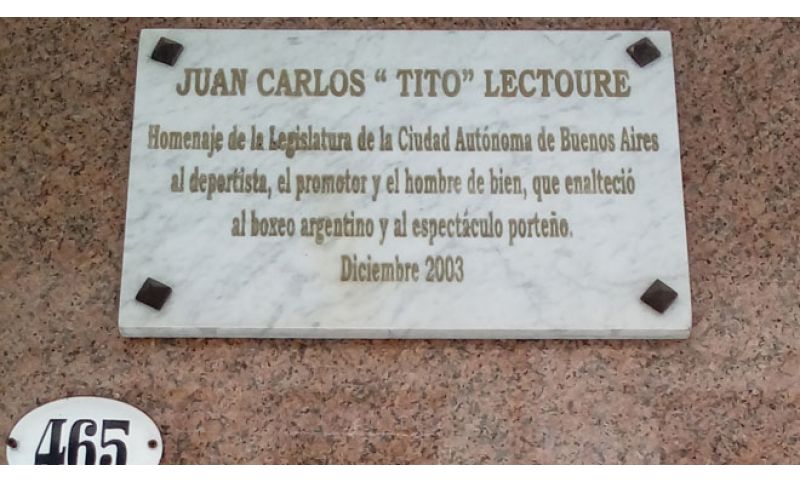 JUAN CARLOS “ TITO” LECTOURE
Homenaje de la Legislatura de la Ciudad Autónoma de Buenos Aires
al deportista, el promotor y el hombre de bien, que enalteció
al boxeo argentino y al espectáculo porteño.
Diciembre 2003
465